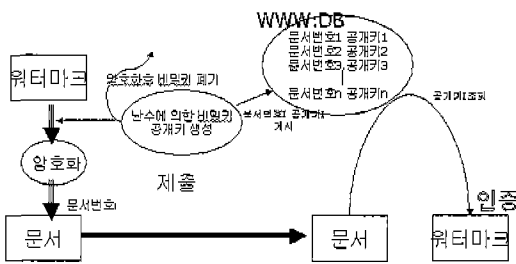 WWW.DB
문서번호1 공개키1
문서번호2 공개키2
문서번호3 공개키3
문서번호n 공개키n
워터마크
암호화후 비밀키 폐기
난수에 의한 비밀키
공개키 생성
문서번호i 공개키i
게시
공개키i조회
암호화
제출
문서번호i
입증
문서
문서
워터마크